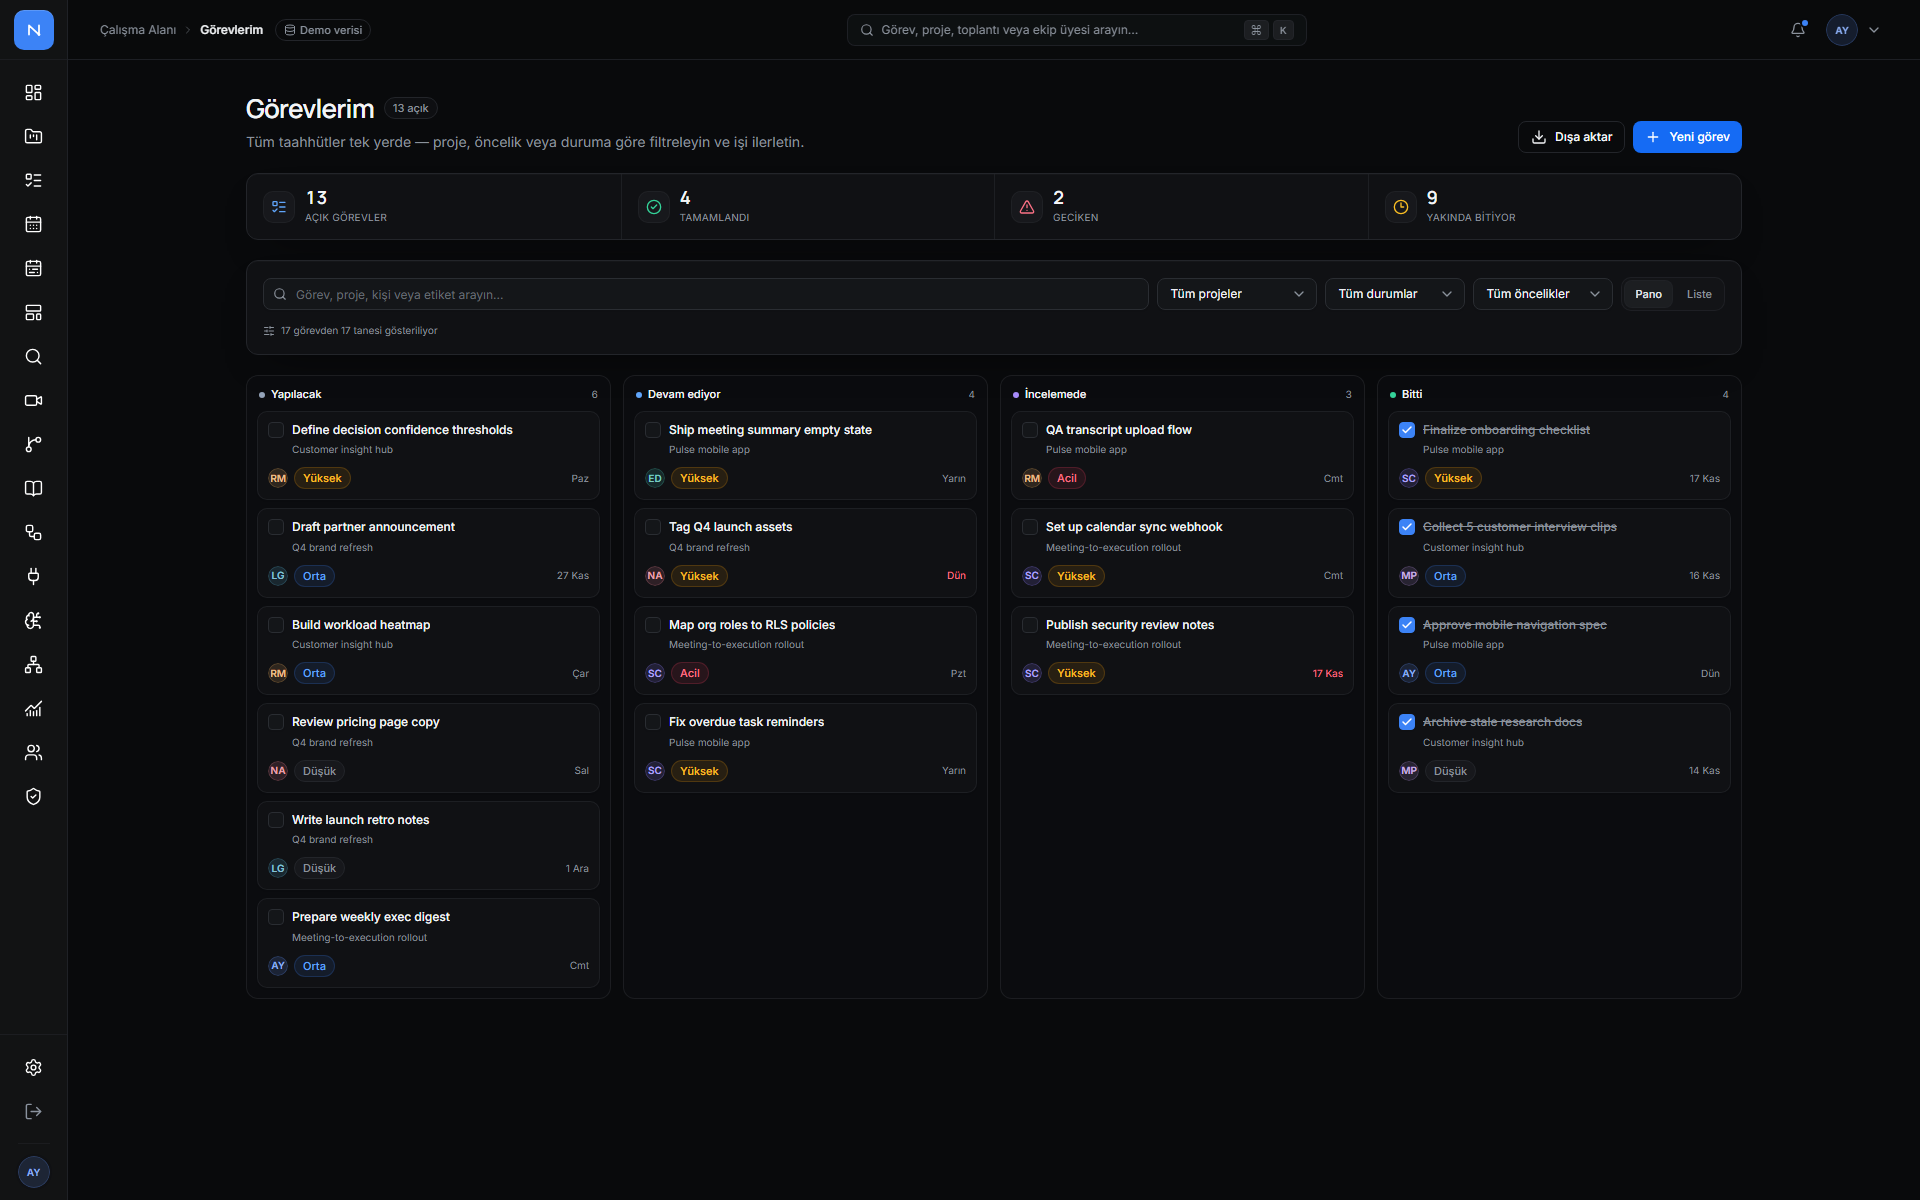 N
Çalışma Alanı > Görevlerim
Demo verisi
Görev, proje, toplantı veya ekip üyesi arayın...
⌘ K
AY
Görevlerim
13 açık
Tüm taahhütler tek yerde — proje, öncelik veya duruma göre filtreleyin ve işi ilerletin.
Dışa aktar
Yeni görev
13
AÇIK GÖREVLER
4
TAMAMLANDI
2
GECİKEN
9
YAKINDA BİTİYOR
Görev, proje, kişi veya etiket arayın...
Tüm projeler
Tüm durumlar
Tüm öncelikler
Pano
Liste
17 görevden 17 tanesi gösteriliyor
Yapılacak 6
Define decision confidence thresholds
Customer insight hub
RM Yüksek Paz
Draft partner announcement
Q4 brand refresh
LG Orta 27 Kas
Build workload heatmap
Customer insight hub
RM Orta Çar
Review pricing page copy
Q4 brand refresh
NA Düşük Sal
Write launch retro notes
Q4 brand refresh
LG Düşük 1 Ara
Prepare weekly exec digest
Meeting-to-execution rollout
AY Orta Cmt
Devam ediyor 4
Ship meeting summary empty state
Pulse mobile app
ED Yüksek Yarın
Tag Q4 launch assets
Q4 brand refresh
NA Yüksek Dün
Map org roles to RLS policies
Meeting-to-execution rollout
SC Acil Pzt
Fix overdue task reminders
Pulse mobile app
SC Yüksek Yarın
İncelemede 3
QA transcript upload flow
Pulse mobile app
RM Acil Cmt
Set up calendar sync webhook
Meeting-to-execution rollout
SC Yüksek Cmt
Publish security review notes
Meeting-to-execution rollout
SC Yüksek 17 Kas
Bitti 4
Finalize onboarding checklist
Pulse mobile app
SC Yüksek 17 Kas
Collect 5 customer interview clips
Customer insight hub
MP Orta 16 Kas
Approve mobile navigation spec
Pulse mobile app
AY Orta Dün
Archive stale research docs
Customer insight hub
MP Düşük 14 Kas
AY